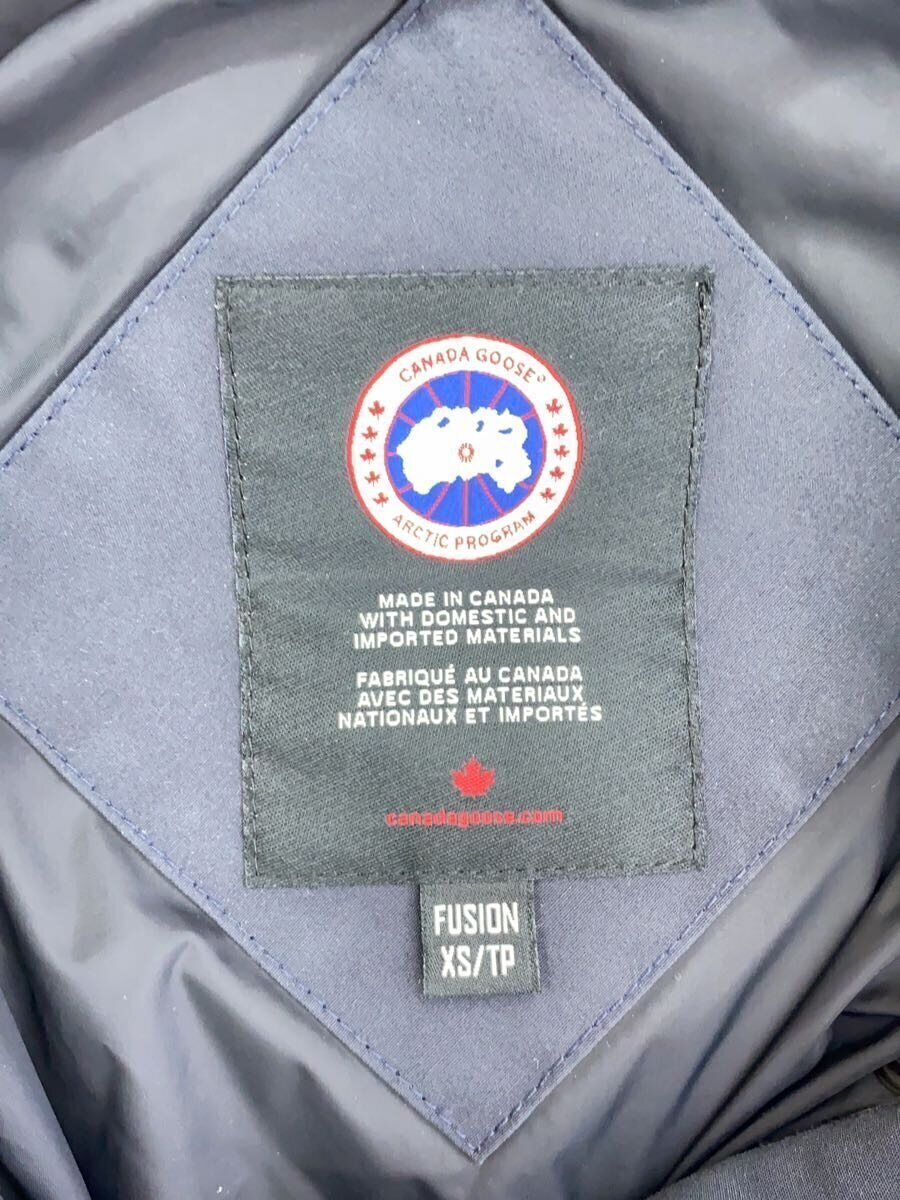 CANADA GOOSE®
ARCTIC PROGRAM
MADE IN CANADA
WITH DOMESTIC AND
IMPORTED MATERIALS
FABRIQUÉ AU CANADA
AVEC DES MATERIAUX
NATIONAUX ET IMPORTÉS
canadagoose.com
FUSION
XS/TP